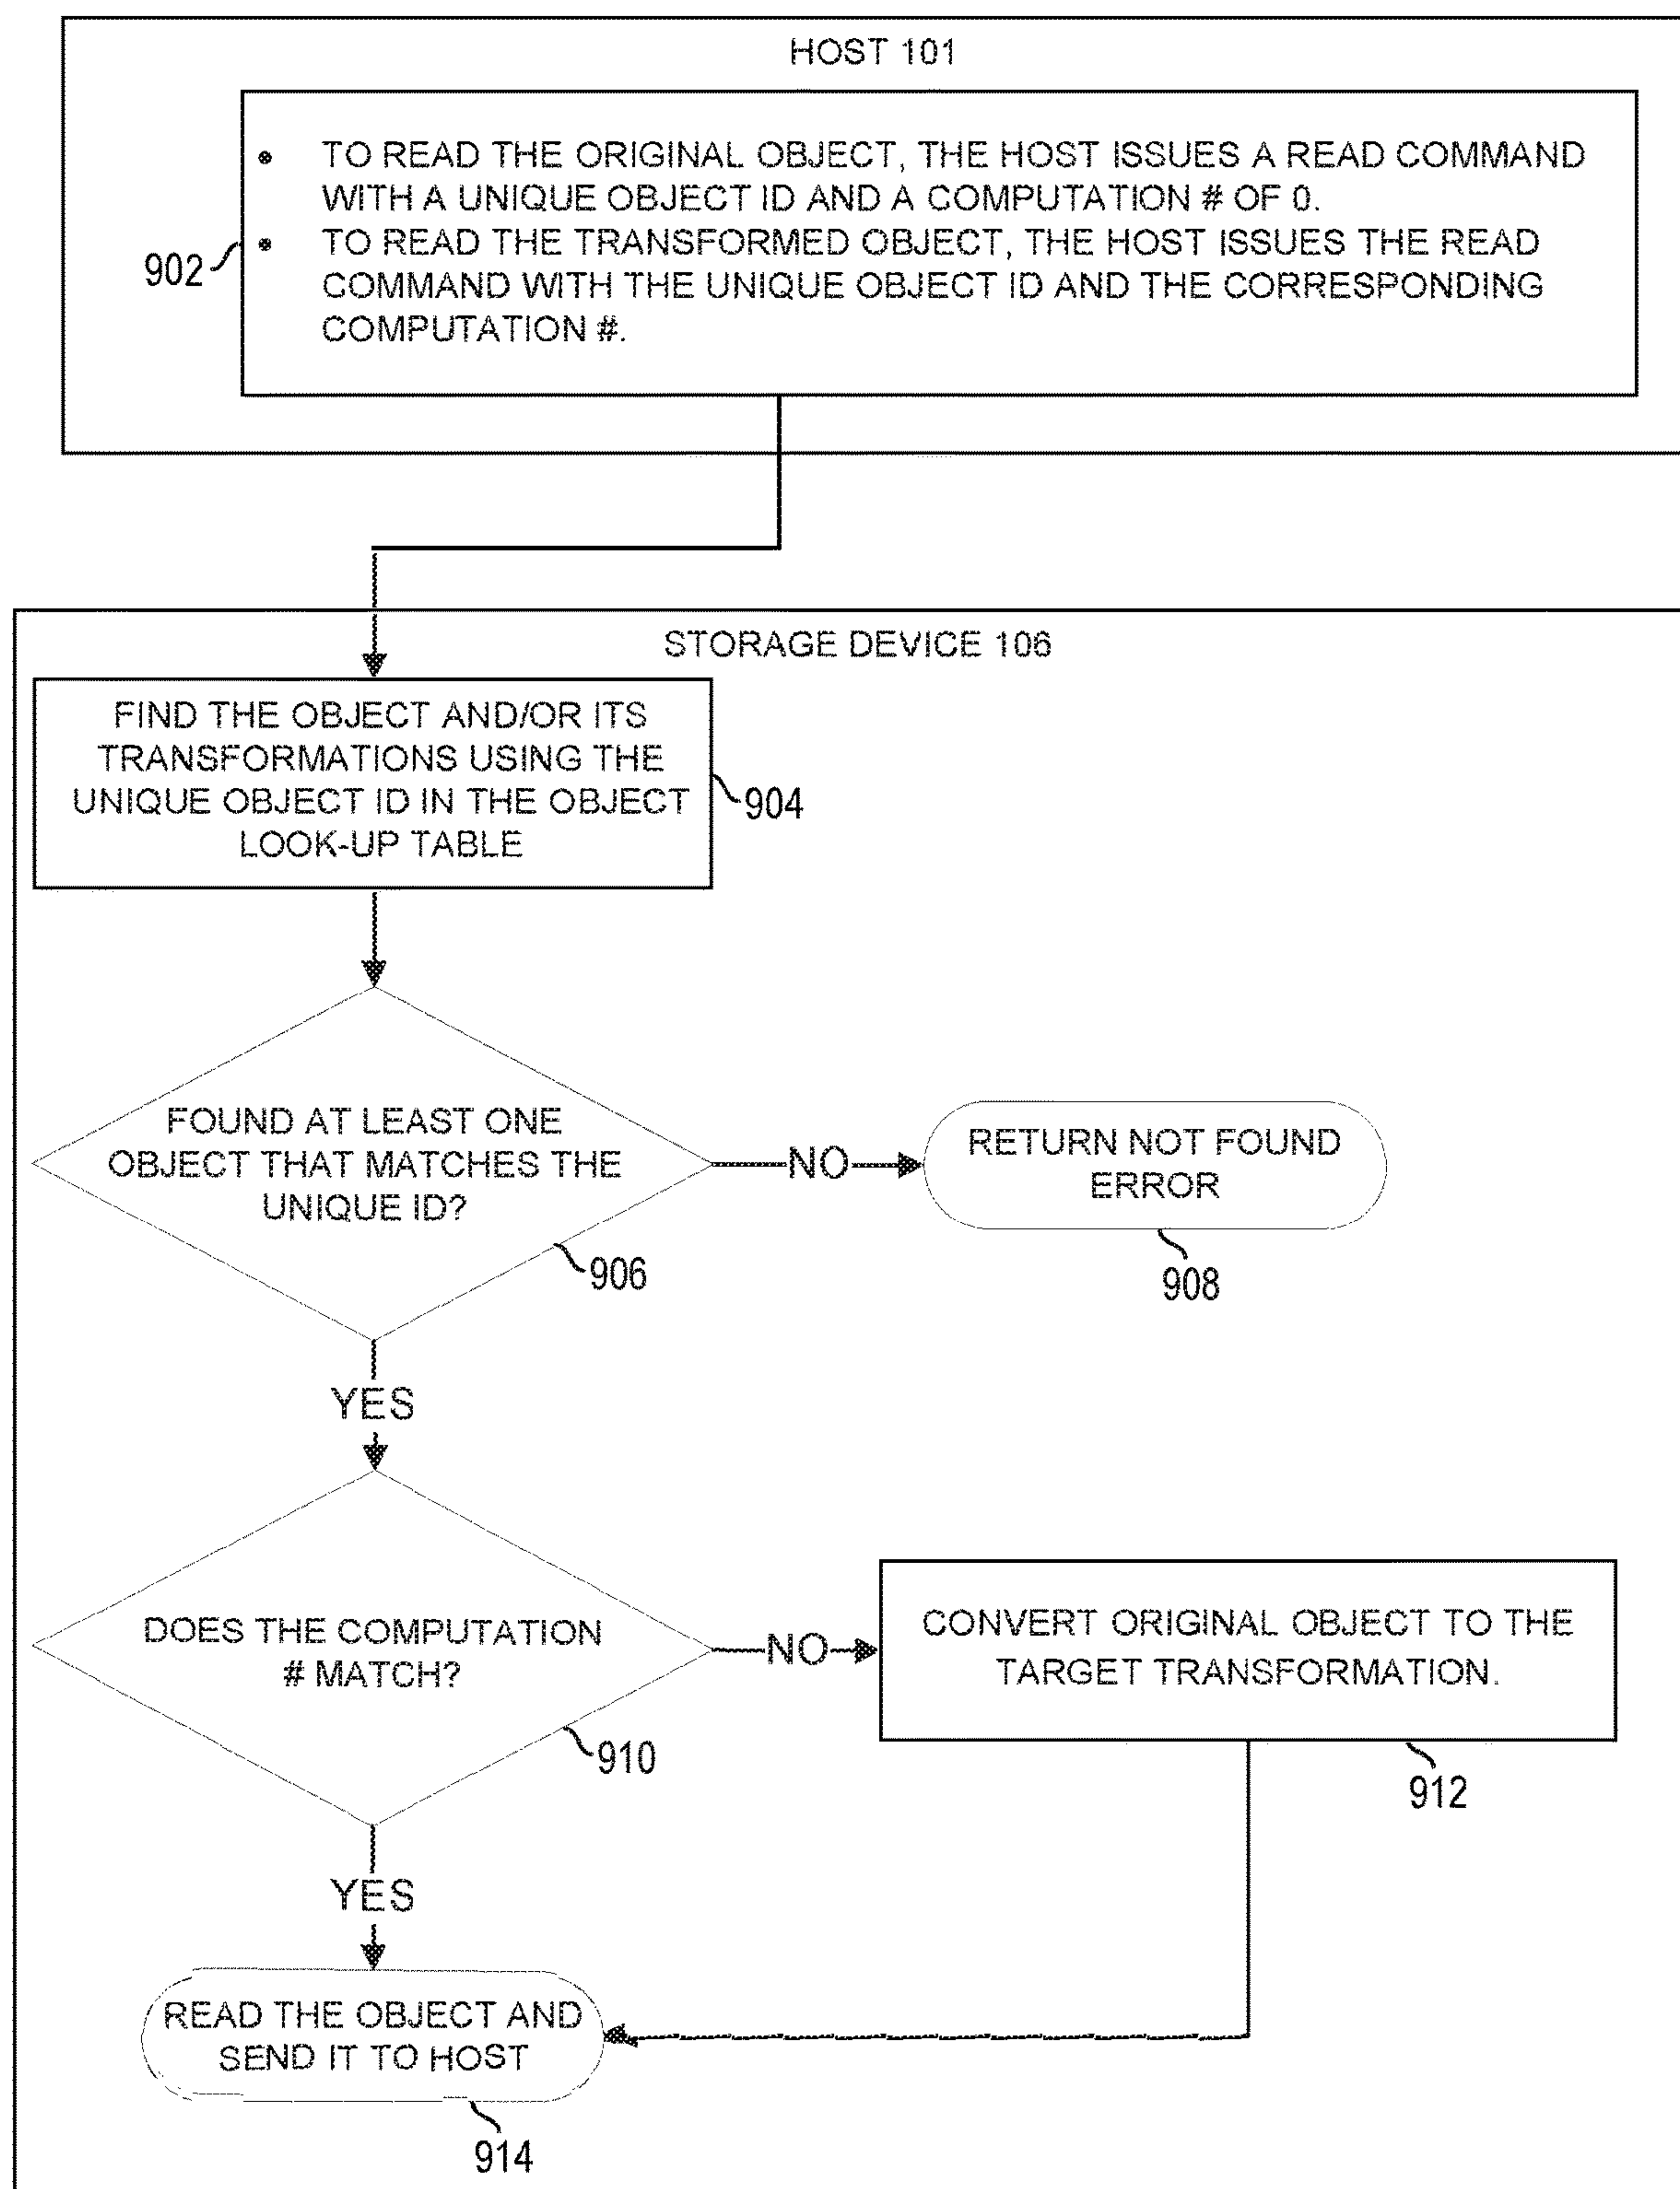 HOST 101
• TO READ THE ORIGINAL OBJECT, THE HOST ISSUES A READ COMMAND
WITH A UNIQUE OBJECT ID AND A COMPUTATION # OF 0.
• TO READ THE TRANSFORMED OBJECT, THE HOST ISSUES THE READ
COMMAND WITH THE UNIQUE OBJECT ID AND THE CORRESPONDING
COMPUTATION #.
902
STORAGE DEVICE 106
FIND THE OBJECT AND/OR ITS
TRANSFORMATIONS USING THE
UNIQUE OBJECT ID IN THE OBJECT
LOOK-UP TABLE
904
FOUND AT LEAST ONE
OBJECT THAT MATCHES THE
UNIQUE ID?
906
NO
RETURN NOT FOUND
ERROR
908
YES
DOES THE COMPUTATION
# MATCH?
910
NO
CONVERT ORIGINAL OBJECT TO THE
TARGET TRANSFORMATION.
912
YES
READ THE OBJECT AND
SEND IT TO HOST
914